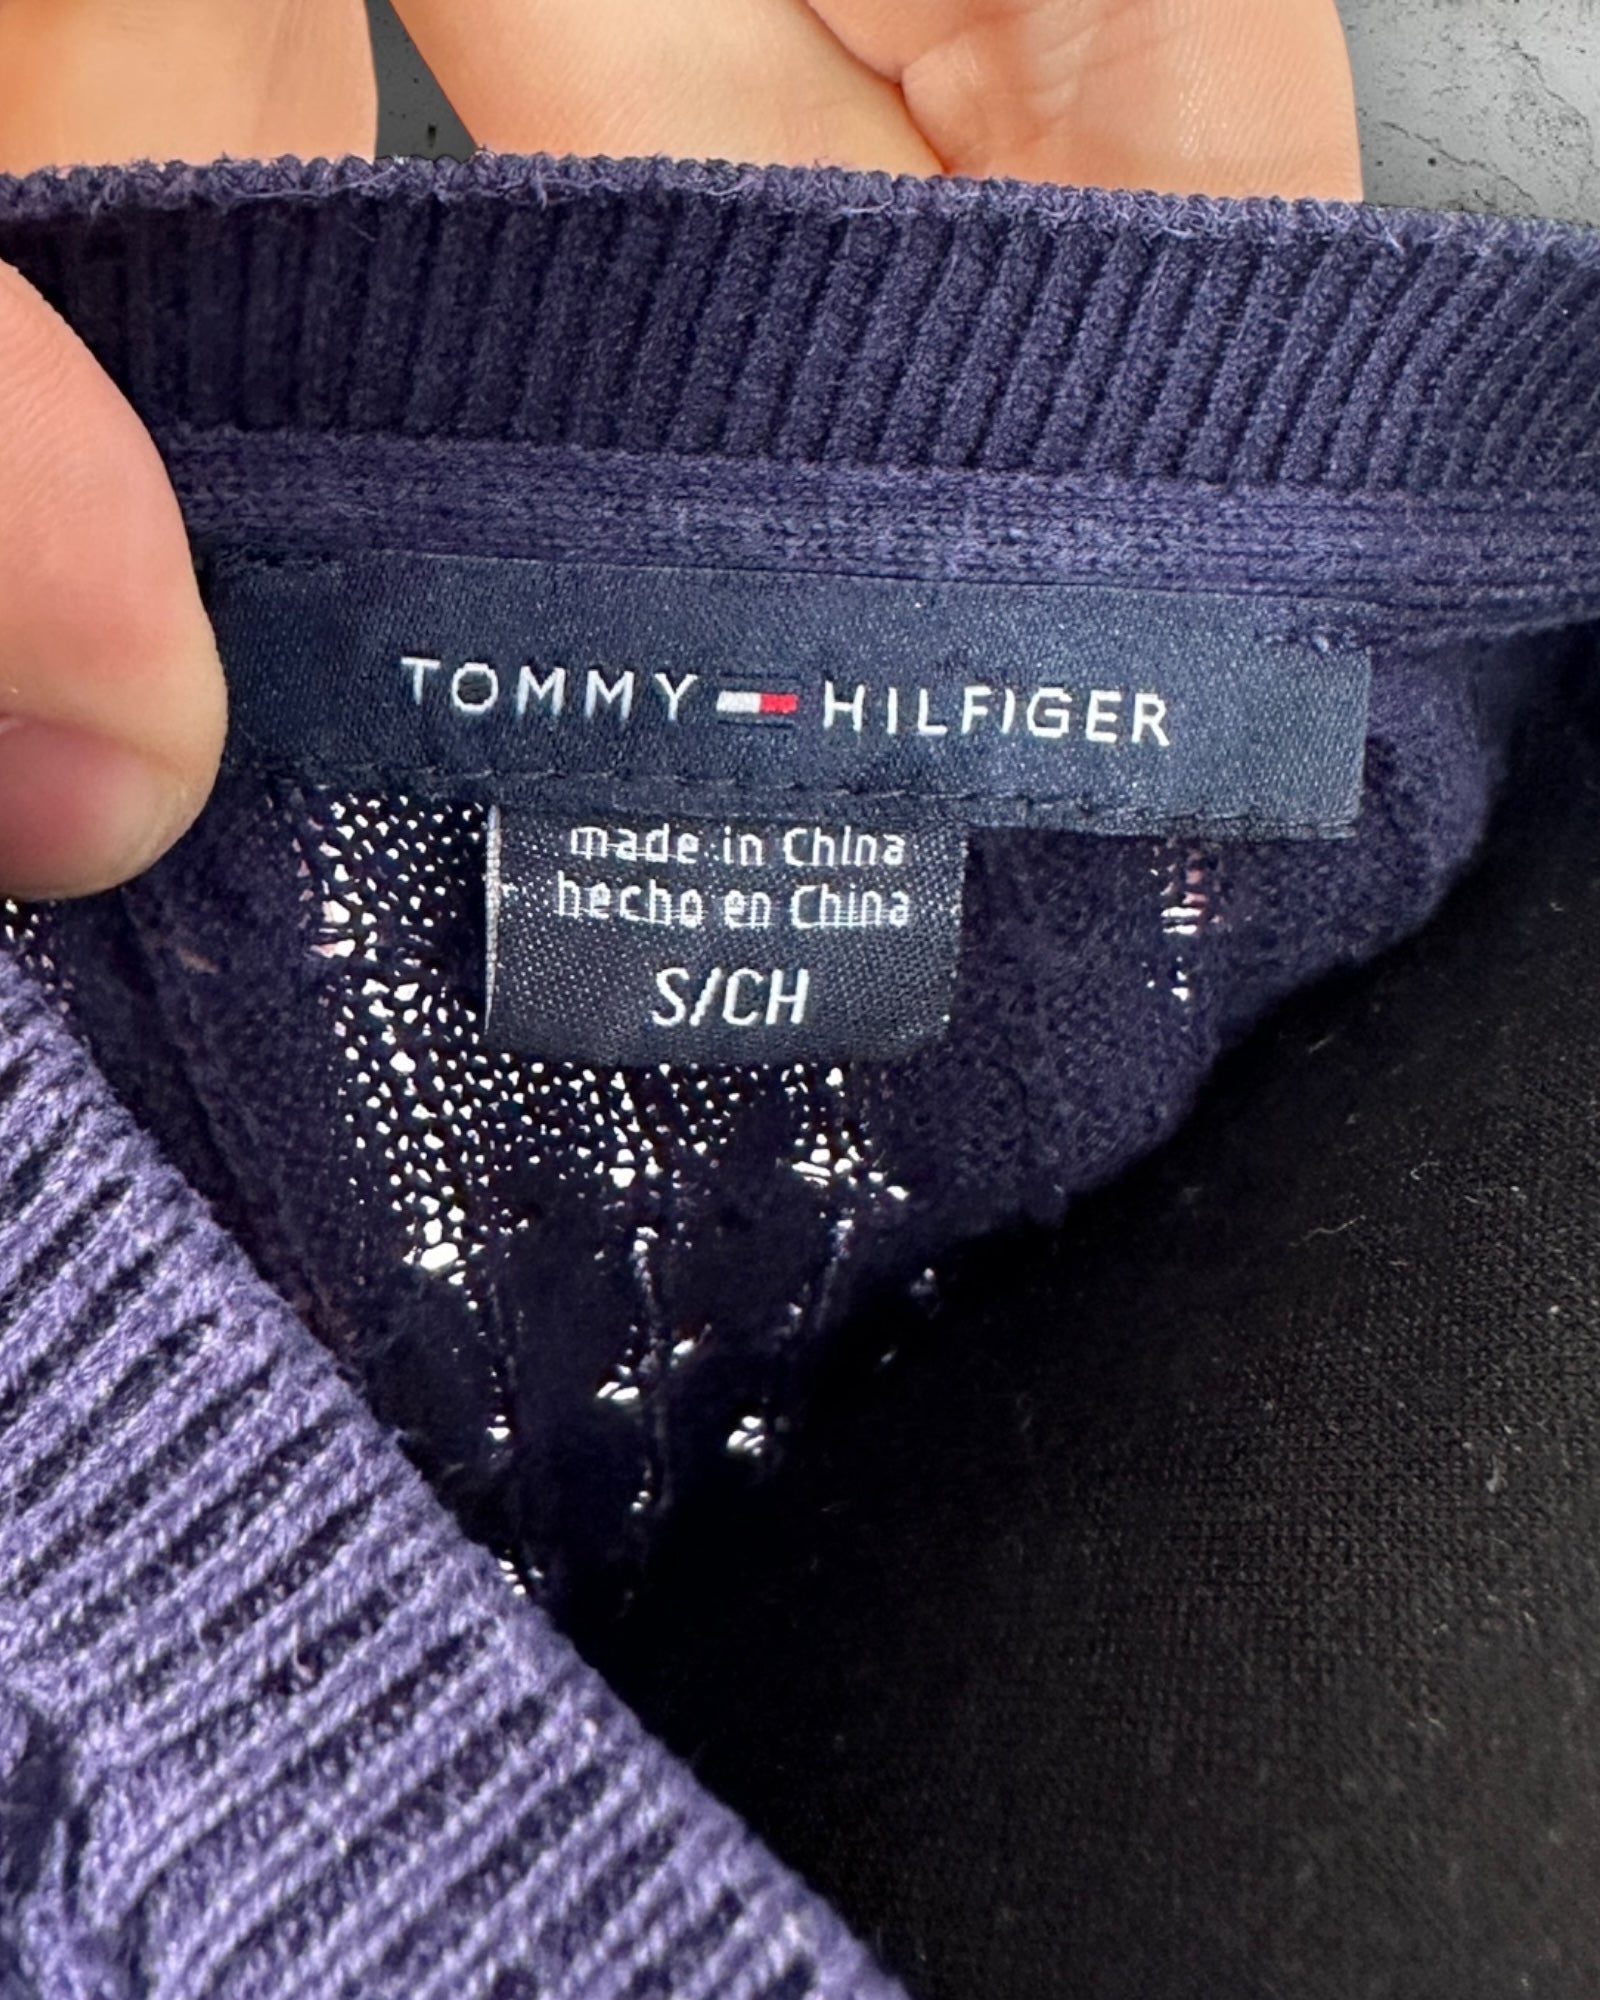 TOMMY HILFIGER
made in China
hecho en China
S/CH